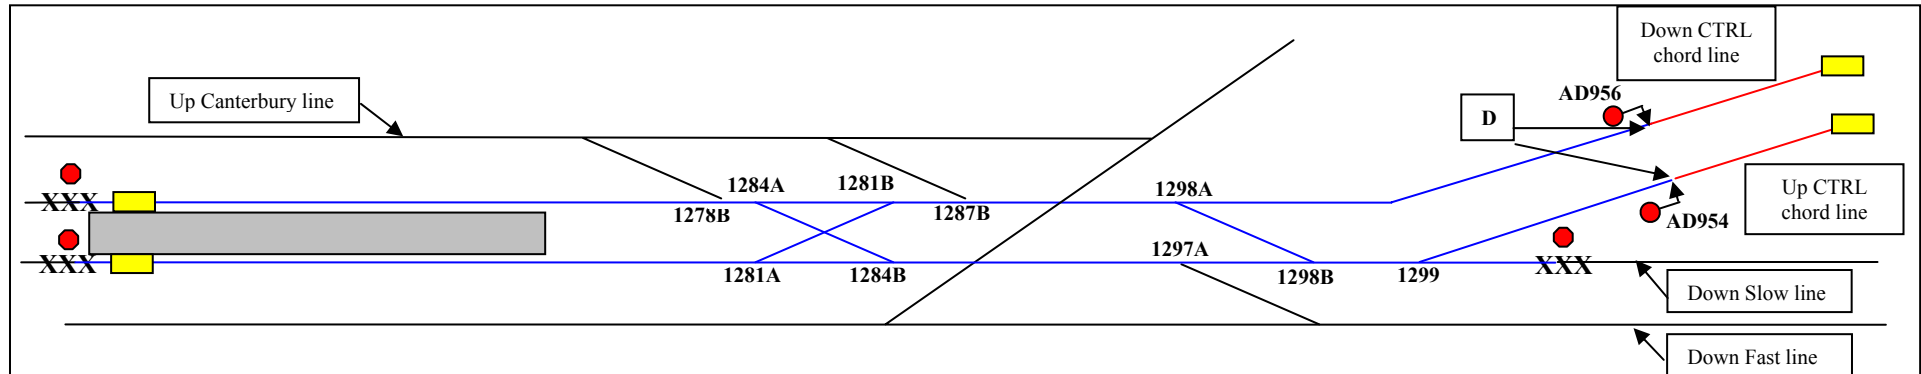 Down CTRL
chord line
Up Canterbury line
AD956
D
1284A
1281B
1298A
XXX
1278B
1287B
Up CTRL
chord line
AD954
XXX
1281A
1284B
1297A
1298B
1299
XXX
Down Slow line
Down Fast line